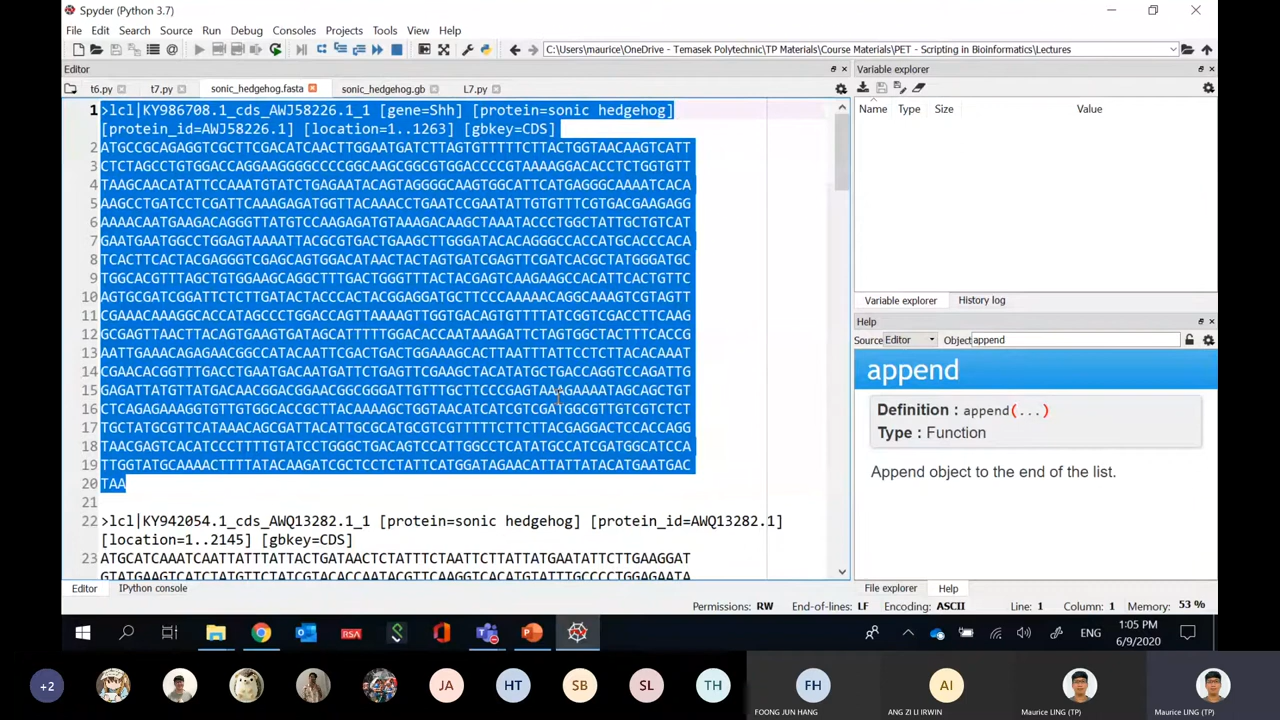 Spyder (Python 3.7)
File Edit Search Source Run Debug Consoles Projects Tools View Help
C:\Users\maurice\OneDrive - Temasek Polytechnic\TP Materials\Course Materials\PET - Scripting in Bioinformatics\Lectures
Editor
t6.py t7.py sonic_hedgehog.fasta sonic_hedgehog.gb L7.py
1 >lcl|KY986708.1_cds_AWJ58226.1_1 [gene=Shh] [protein=sonic hedgehog]
[protein_id=AWJ58226.1] [location=1..1263] [gbkey=CDS]
2 ATGCCGCAGAGGTCGCTTCGACATCAACTTGGAATGATCTTAGTGTTTTTCTTACTGGTAACAAGTCATT
3 CTCTAGCCTGTGGACCAGGAAGGGGCCCCGGCAAGCGGCGTGGACCCCGTAAAAGGACACCTCTGGTGTT
4 TAAGCAACATATTCCAAATGTATCTGAGAATACAGTAGGGGCAAGTGGCATTCATGAGGGCAAAATCACA
5 AAGCCTGATCCTCGATTCAAAGAGATGGTTACAAACCTGAATCCGAATATTGTGTTTCGTGACGAAGAGG
6 AAAACAATGAAGACAGGGTTATGTCCAAGAGATGTAAAGACAAGCTAAATACCCTGGCTATTGCTGTCAT
7 GAATGAATGGCCTGGAGTAAAATTACGCGTGACTGAAGCTTGGGATACACAGGGCCACCATGCACCCACA
8 TCACTTCACTACGAGGGTCGAGCAGTGGACATAACTACTAGTGATCGAGTTCGATCACGCTATGGGATGC
9 TGGCACGTTTAGCTGTGGAAGCAGGCTTTGACTGGGTTTACTACGAGTCAAGAAGCCACATTCACTGTTC
10 AGTGCGATCGGATTCTCTTGATACTACCCACTACGGAGGATGCTTCCCAAAAACAGGCAAAGTCGTAGTT
11 CGAAACAAAGGCACCATAGCCCTGGACCAGTTAAAAGTTGGTGACAGTGTTTTATCGGTCGACCTTCAAG
12 GCGAGTTAACTTACAGTGAAGTGATAGCATTTTTGGACACCAATAAAGATTCTAGTGGCTACTTTCACCG
13 AATTGAAACAGAGAACGGCCATACAATTCGACTGACTGGAAAGCACTTAATTTATTCCTCTTACACAAAT
14 CGAACACGGTTTGACCTGAATGACAATGATTCTGAGTTCGAAGCTACATATGCTGACCAGGTCCAGATTG
15 GAGATTATGTTATGACAACGGACGGAACGGCGGGATTGTTTGCTTCCCGAGTAAGAAAATAGCAGCTGT
16 CTCAGAGAAAGGTTGTTGTGGCACCGCTTACAAAAGCTGGTAACATCATCGTCGATGGCGTTGTCGTCTCT
17 TGCTATGCGTTCATAAACAGCGATTACATTGCGCATGCGTCGTTTTTCTTCTTACGAGGACTCCACCAGG
18 TAACGAGTCACATCCCTTTTGTATCCTGGGCTGACAGTCCATTGGCCTCATATGCCATCGATGGCATCCA
19 TTGGTATGCAAAACTTTTATACAAGATCGCTCCTCTATTCATGGATAGAACATTATTATACATGAATGAC
20 TAA
21
22 >lcl|KY942054.1_cds_AWQ13282.1_1 [protein=sonic hedgehog] [protein_id=AWQ13282.1]
[location=1..2145] [gbkey=CDS]
23 ATGCATCAAATCAATTATTTATTACTGATAACTCTATTTCTAATTCTTATTATGAATATTCTTGAAGGAT
GTATGAAGTCATCTATGTTCTATCGTACACCAATACGTTCAAGGTCACATGTATTTGCCCCTGGAGAATA
Editor IPython console
Variable explorer
Name Type Size Value
Variable explorer History log
Help
Source Editor Object append
append
Definition : append(...)
Type : Function
Append object to the end of the list.
File explorer Help
Permissions: RW End-of-lines: LF Encoding: ASCII Line: 1 Column: 1 Memory: 53 %
RSA
ENG
1:05 PM
6/9/2020
+2 JA HT SB SL TH FH AI
FOONG JUN HANG ANG ZI LI IRWIN Maurice LING (TP) Maurice LING (TP)